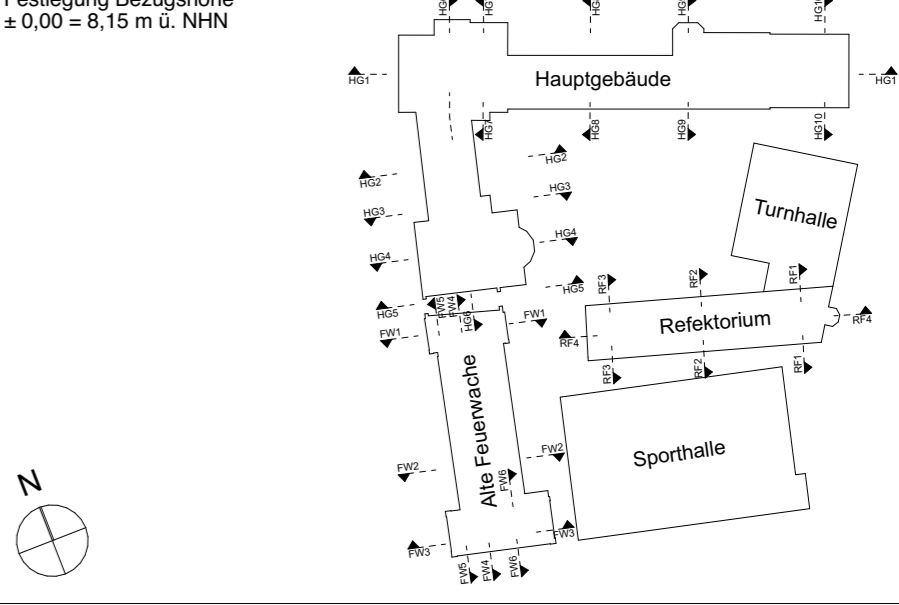 Festlegung Bezugshöhe
± 0,00 = 8,15 m ü. NHN
HG9
HG10
HG1
Hauptgebäude
HG1
HG7
HG8
HG9
HG10
HG2
HG2
HG3
HG3
HG4
HG4
HG5
HG5
Turnhalle
RF3
RF2
RF1
FW5
FW4
HG6
FW1
FW1
Refektorium
RF4
RF4
RF3
RF2
RF1
Alte Feuerwache
Sporthalle
FW2
FW2
FW6
N
FW3
FW3
FW5
FW4
FW6